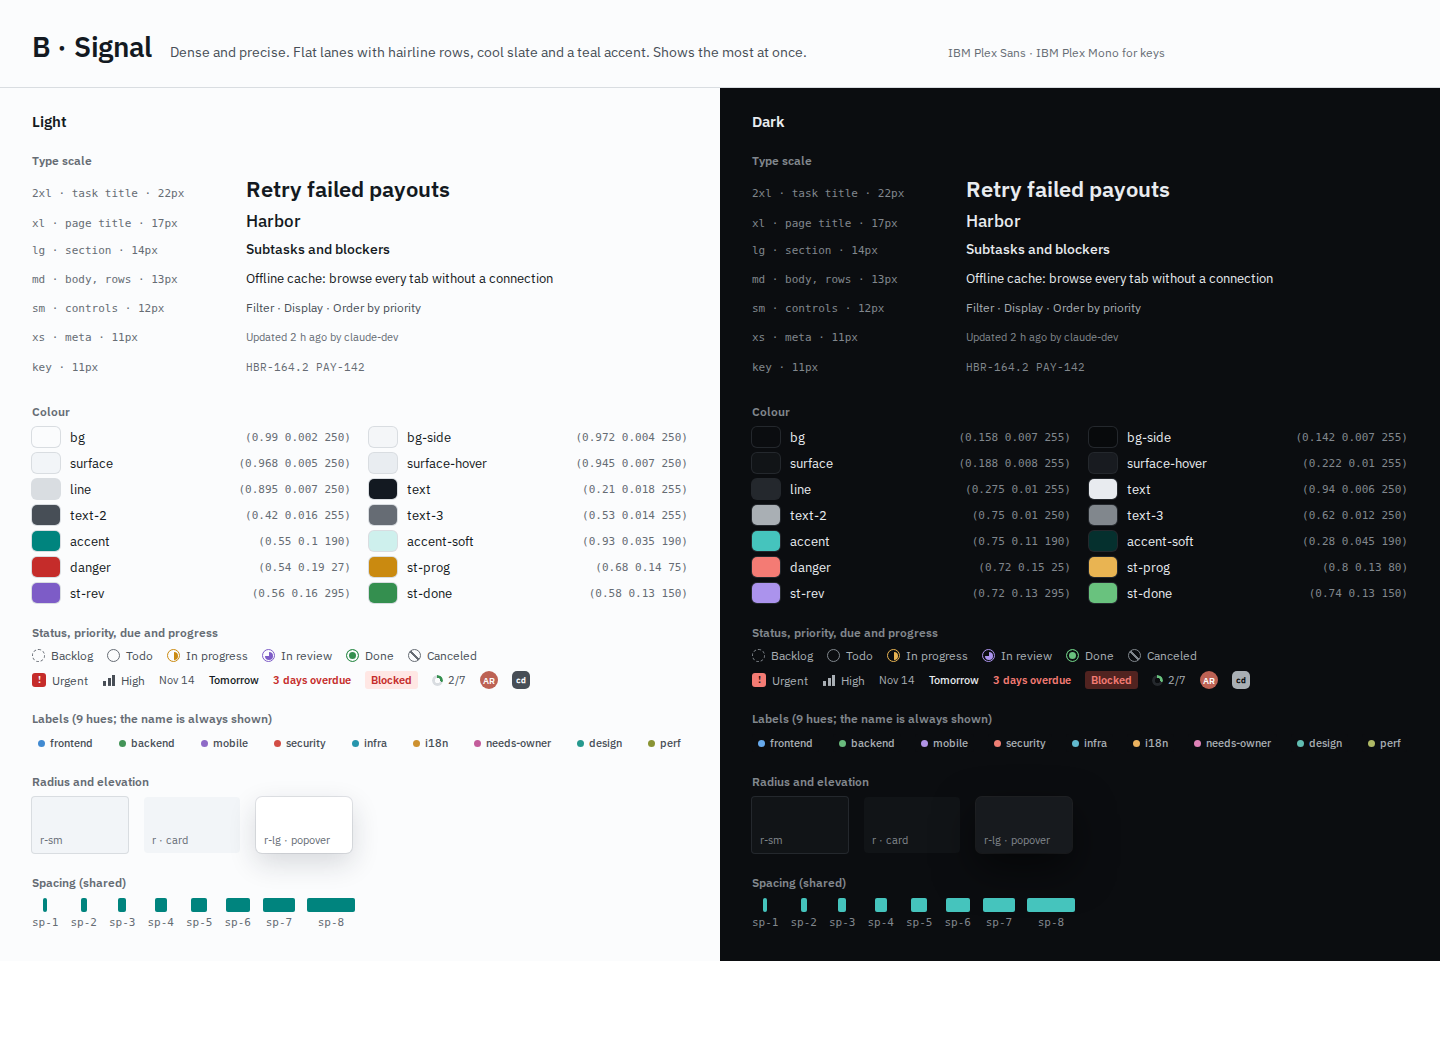 B · Signal Dense and precise. Flat lanes with hairline rows, cool slate and a teal accent. Shows the most at once. IBM Plex Sans · IBM Plex Mono for keys
Light
Type scale
2xl · task title · 22px Retry failed payouts
xl · page title · 17px Harbor
lg · section · 14px Subtasks and blockers
md · body, rows · 13px Offline cache: browse every tab without a connection
sm · controls · 12px Filter · Display · Order by priority
xs · meta · 11px Updated 2 h ago by claude-dev
key · 11px HBR-164.2 PAY-142
Colour
bg (0.99 0.002 250) bg-side (0.972 0.004 250)
surface (0.968 0.005 250) surface-hover (0.945 0.007 250)
line (0.895 0.007 250) text (0.21 0.018 255)
text-2 (0.42 0.016 255) text-3 (0.53 0.014 255)
accent (0.55 0.1 190) accent-soft (0.93 0.035 190)
danger (0.54 0.19 27) st-prog (0.68 0.14 75)
st-rev (0.56 0.16 295) st-done (0.58 0.13 150)
Status, priority, due and progress
Backlog Todo In progress In review Done Canceled
! Urgent High Nov 14 Tomorrow 3 days overdue Blocked 2/7 AR cd
Labels (9 hues; the name is always shown)
frontend backend mobile security infra i18n needs-owner design perf
Radius and elevation
r-sm r · card r-lg · popover
Spacing (shared)
sp-1 sp-2 sp-3 sp-4 sp-5 sp-6 sp-7 sp-8
Dark
Type scale
2xl · task title · 22px Retry failed payouts
xl · page title · 17px Harbor
lg · section · 14px Subtasks and blockers
md · body, rows · 13px Offline cache: browse every tab without a connection
sm · controls · 12px Filter · Display · Order by priority
xs · meta · 11px Updated 2 h ago by claude-dev
key · 11px HBR-164.2 PAY-142
Colour
bg (0.158 0.007 255) bg-side (0.142 0.007 255)
surface (0.188 0.008 255) surface-hover (0.222 0.01 255)
line (0.275 0.01 255) text (0.94 0.006 250)
text-2 (0.75 0.01 250) text-3 (0.62 0.012 250)
accent (0.75 0.11 190) accent-soft (0.28 0.045 190)
danger (0.72 0.15 25) st-prog (0.8 0.13 80)
st-rev (0.72 0.13 295) st-done (0.74 0.13 150)
Status, priority, due and progress
Backlog Todo In progress In review Done Canceled
! Urgent High Nov 14 Tomorrow 3 days overdue Blocked 2/7 AR cd
Labels (9 hues; the name is always shown)
frontend backend mobile security infra i18n needs-owner design perf
Radius and elevation
r-sm r · card r-lg · popover
Spacing (shared)
sp-1 sp-2 sp-3 sp-4 sp-5 sp-6 sp-7 sp-8